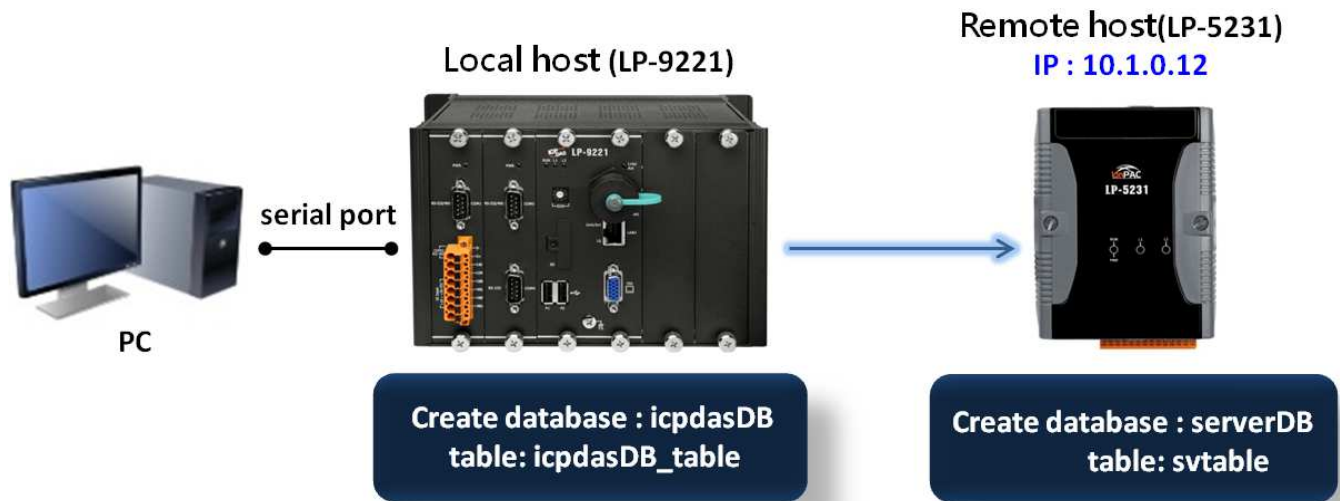 Remote host(LP-5231)
IP : 10.1.0.12
Local host (LP-9221)
serial port
PC
LP-9221
LinPAC
LP-5231
Create database : icpdasDB
table: icpdasDB_table
Create database : serverDB
table: svtable